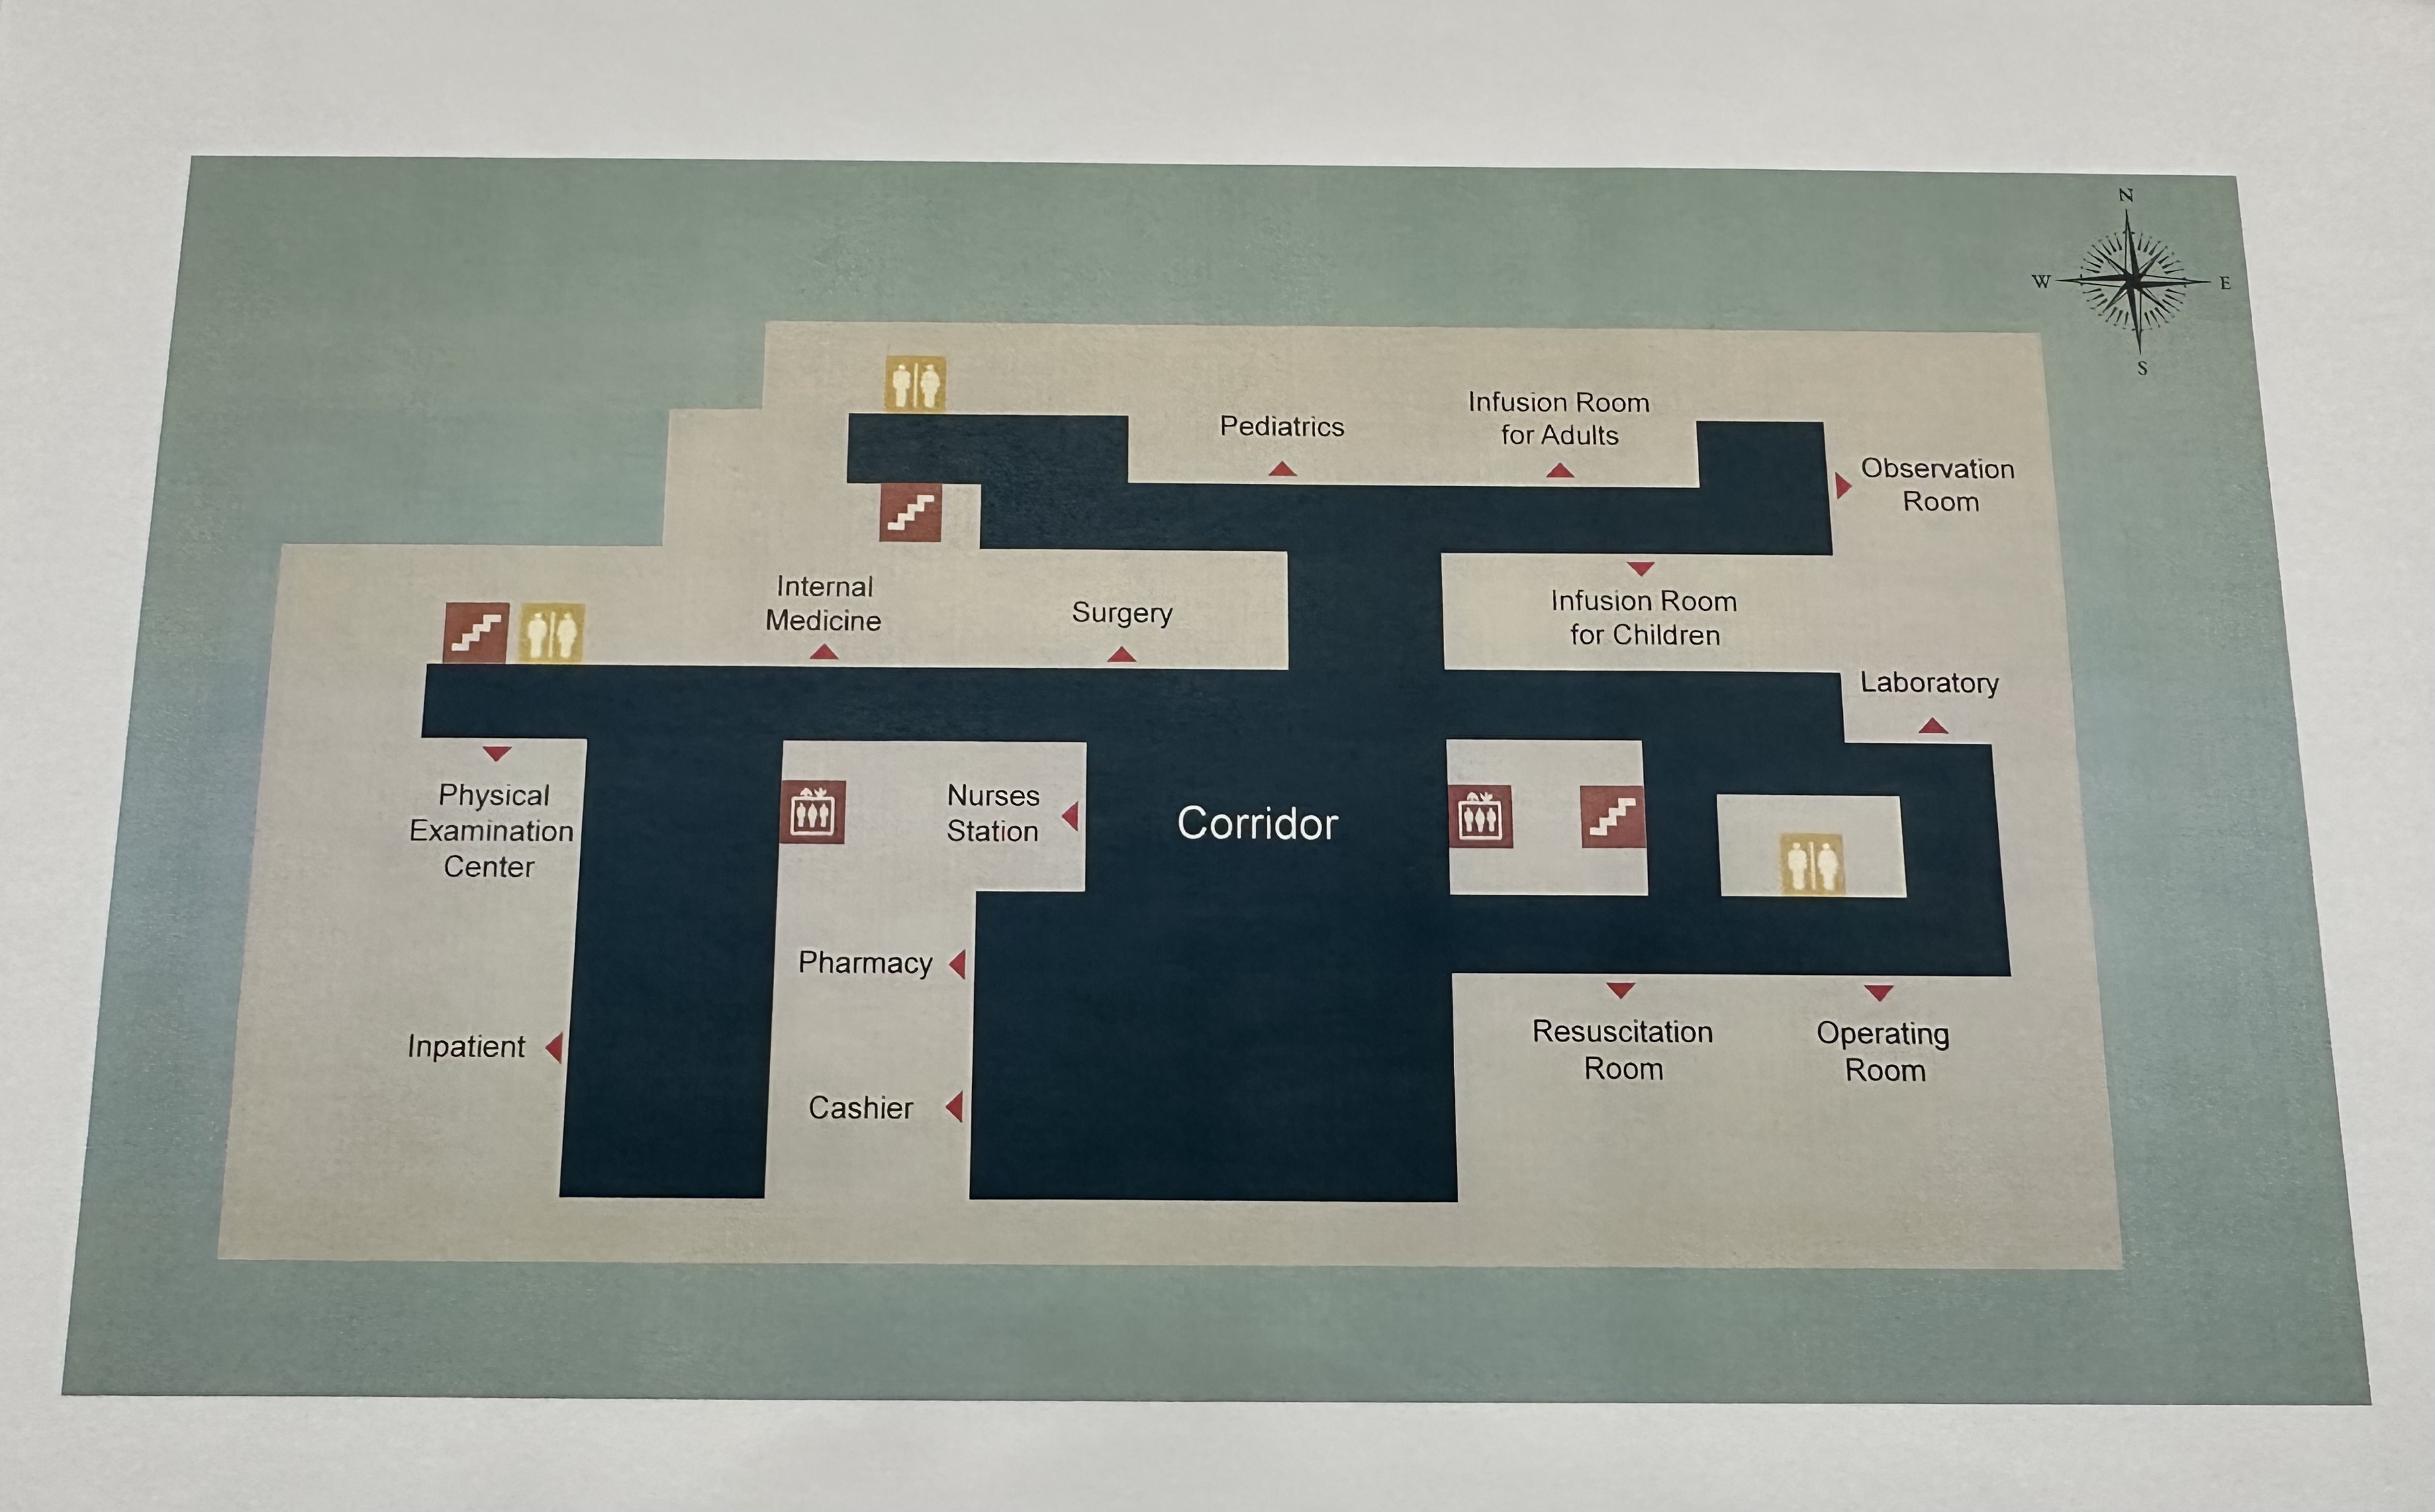 N
W
E
S
Pediatrics
Infusion Room
for Adults
Observation
Room
Internal
Medicine
Surgery
Infusion Room
for Children
Laboratory
Physical
Examination
Center
Nurses
Station
Corridor
Pharmacy
Inpatient
Cashier
Resuscitation
Room
Operating
Room